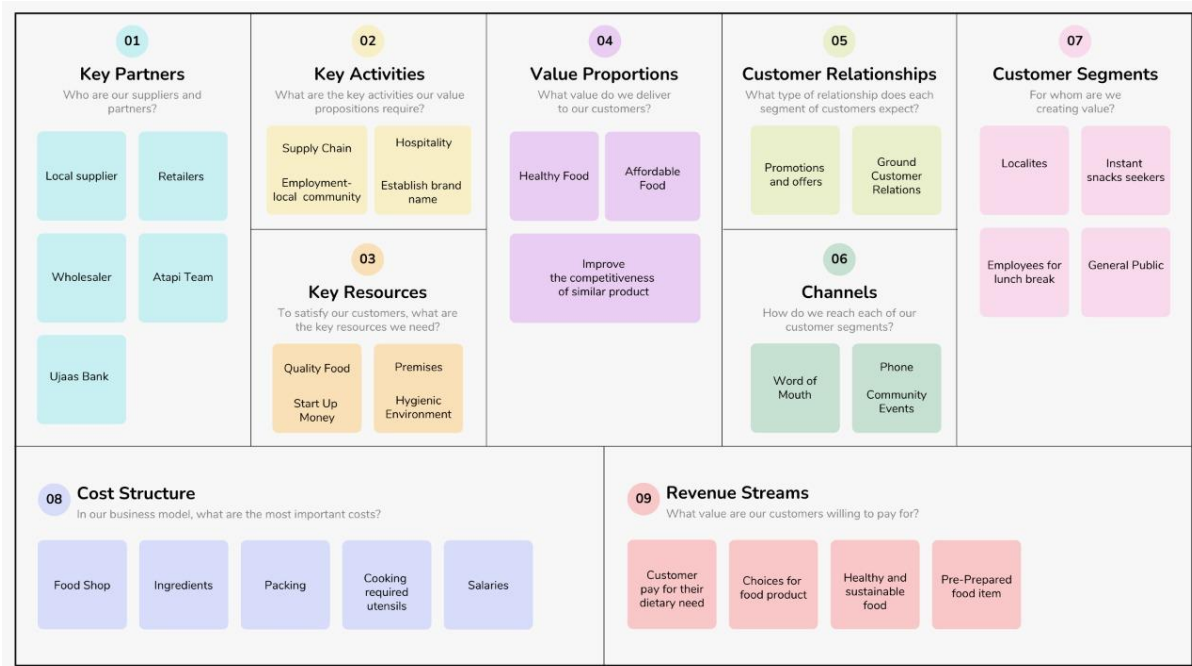 01
Key Partners
Who are our suppliers and
partners?
Local supplier
Retailers
Wholesaler
Atapi Team
Ujaas Bank
02
Key Activities
What are the key activities our value
propositions require?
Supply Chain
Employment-
local community
Hospitality
Establish brand
name
03
Key Resources
To satisfy our customers, what are
the key resources we need?
Quality Food
Start Up
Money
Premises
Hygienic
Environment
04
Value Proportions
What value do we deliver
to our customers?
Healthy Food
Affordable
Food
Improve
the competitiveness
of similar product
05
Customer Relationships
What type of relationship does each
segment of customers expect?
Promotions
and offers
Ground
Customer
Relations
06
Channels
How do we reach each of our
customer segments?
Word of
Mouth
Phone
Community
Events
07
Customer Segments
For whom are we
creating value?
Localites
Instant
snacks seekers
Employees for
lunch break
General Public
08
Cost Structure
In our business model, what are the most important costs?
Food Shop
Ingredients
Packing
Cooking
required
utensils
Salaries
09
Revenue Streams
What value are our customers willing to pay for?
Customer
pay for their
dietary need
Choices for
food product
Healthy and
sustainable
food
Pre-Prepared
food item